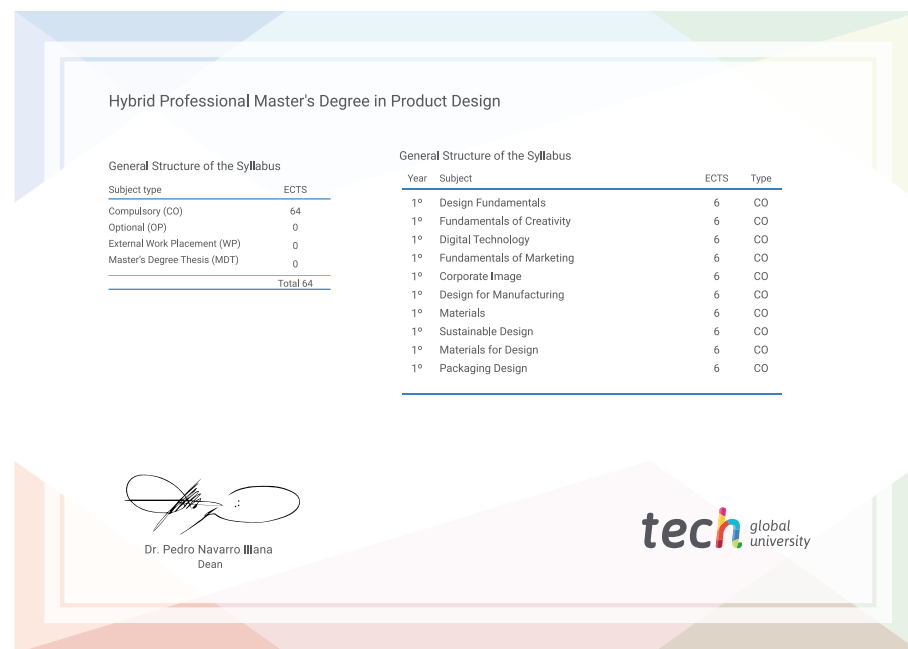 Hybrid Professional Master's Degree in Product Design
General Structure of the Syllabus
Subject type ECTS
Compulsory (CO) 64
Optional (OP) 0
External Work Placement (WP) 0
Master's Degree Thesis (MDT) 0
Total 64
General Structure of the Syllabus
Year Subject ECTS Type
1º Design Fundamentals 6 CO
1º Fundamentals of Creativity 6 CO
1º Digital Technology 6 CO
1º Fundamentals of Marketing 6 CO
1º Corporate Image 6 CO
1º Design for Manufacturing 6 CO
1º Materials 6 CO
1º Sustainable Design 6 CO
1º Materials for Design 6 CO
1º Packaging Design 6 CO
Dr. Pedro Navarro Illana
Dean
tech global
university